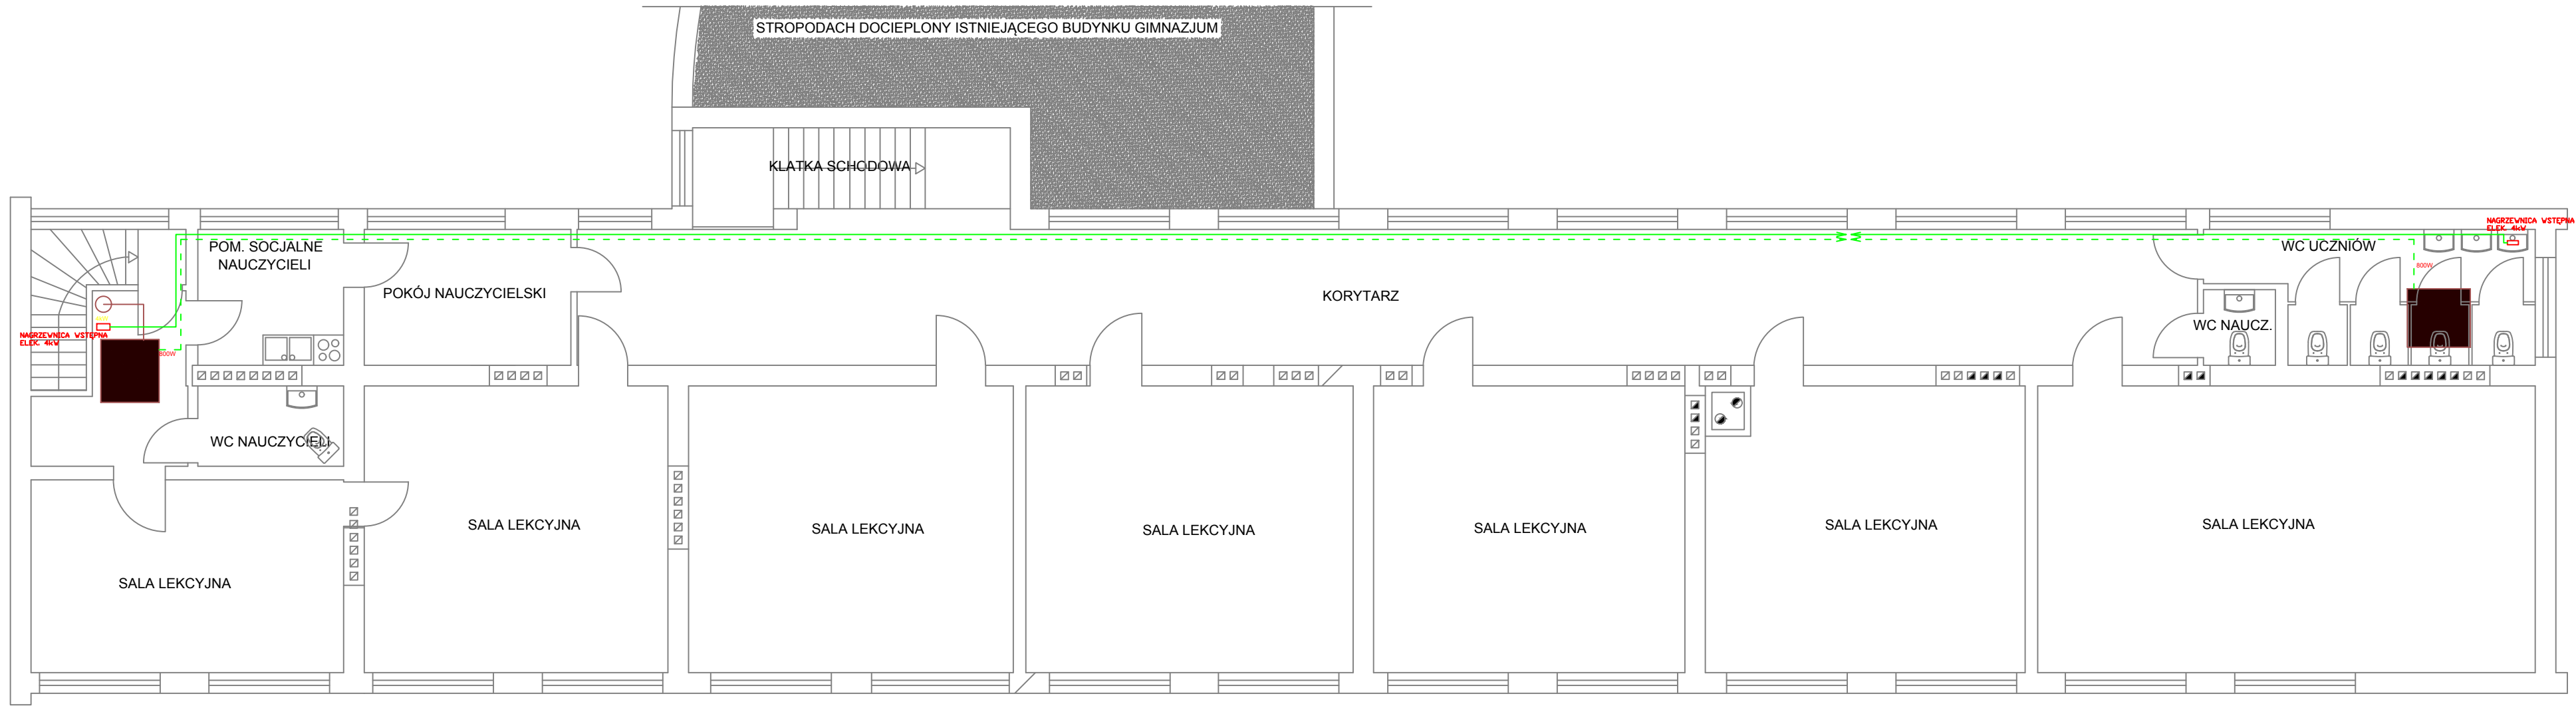 STROPODACH DOCIEPLONY ISTNIEJĄCEGO BUDYNKU GIMNAZJUM
KLATKA SCHODOWA
NAGRZEWNICA WSTĘPNA
ELEK. 4kW
POM. SOCJALNE
NAUCZYCIELI
WC UCZNIÓW
800W
POKÓJ NAUCZYCIELSKI
KORYTARZ
WC NAUCZ.
NAGRZEWNICA WSTĘPNA
ELEK. 4kW
800W
WC NAUCZYCIELI
SALA LEKCYJNA
SALA LEKCYJNA
SALA LEKCYJNA
SALA LEKCYJNA
SALA LEKCYJNA
SALA LEKCYJNA
SALA LEKCYJNA